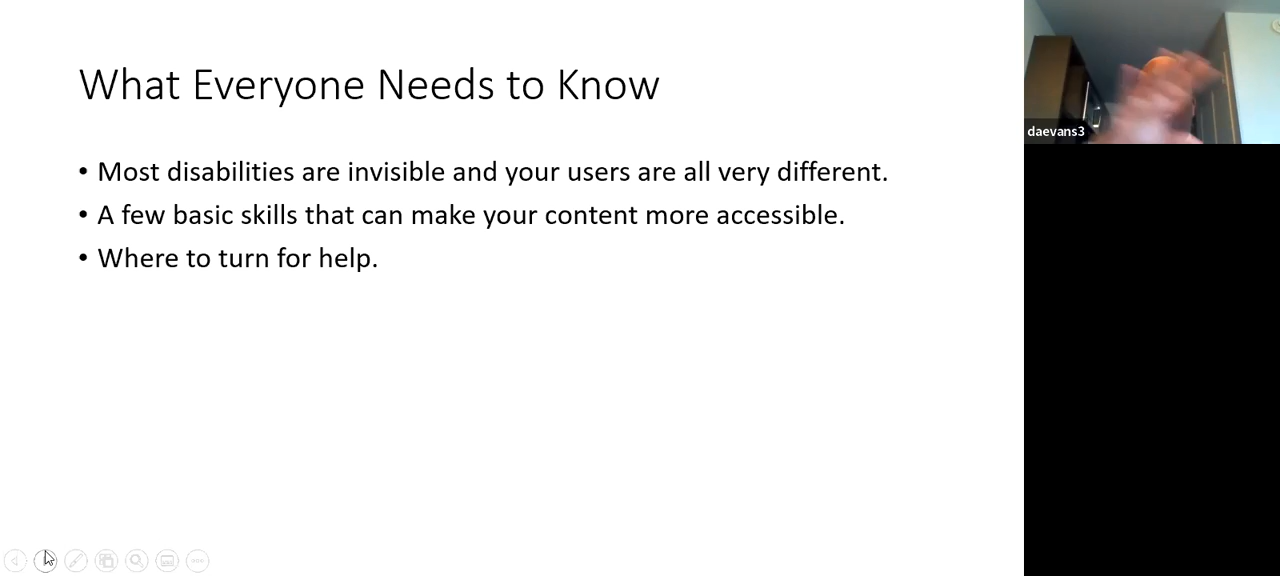 What Everyone Needs to Know
• Most disabilities are invisible and your users are all very different.
• A few basic skills that can make your content more accessible.
• Where to turn for help.
daevans3